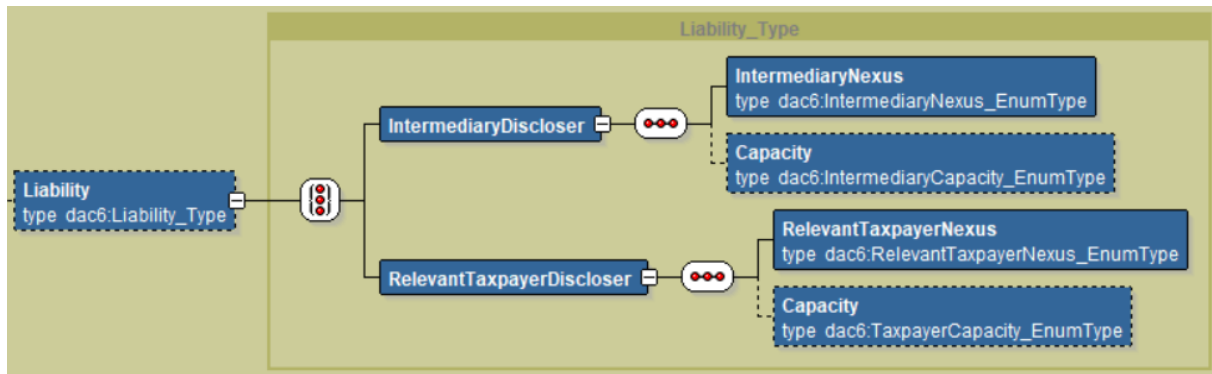 Liability_Type
IntermediaryNexus
type dac6:IntermediaryNexus_EnumType
IntermediaryDiscloser
Capacity
type dac6:IntermediaryCapacity_EnumType
Liability
type dac6:Liability_Type
RelevantTaxpayerNexus
type dac6:RelevantTaxpayerNexus_EnumType
RelevantTaxpayerDiscloser
Capacity
type dac6:TaxpayerCapacity_EnumType